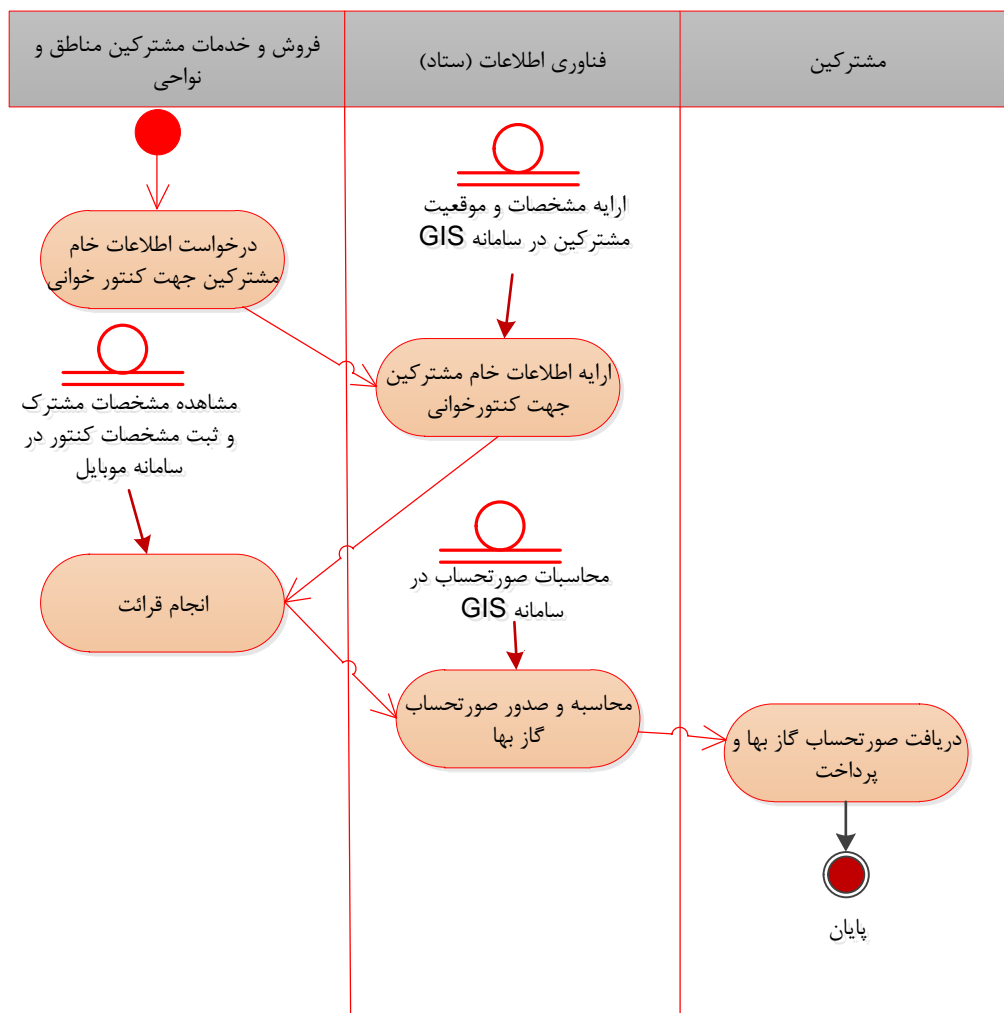 فروش و خدمات مشترکین مناطق و
نواحی
فناوری اطلاعات (ستاد)
مشترکین
ارایه مشخصات و موقعیت
مشترکین در سامانه GIS
درخواست اطلاعات خام
مشترکین جهت کنتور خوانی
ارایه اطلاعات خام مشترکین
جهت کنتورخوانی
مشاهده مشخصات مشترک
و ثبت مشخصات کنتور در
سامانه موبایل
انجام قرائت
محاسبات صورتحساب در
سامانه GIS
محاسبه و صدور صورتحساب
گاز بها
دریافت صورتحساب گاز بها و
پرداخت
پایان